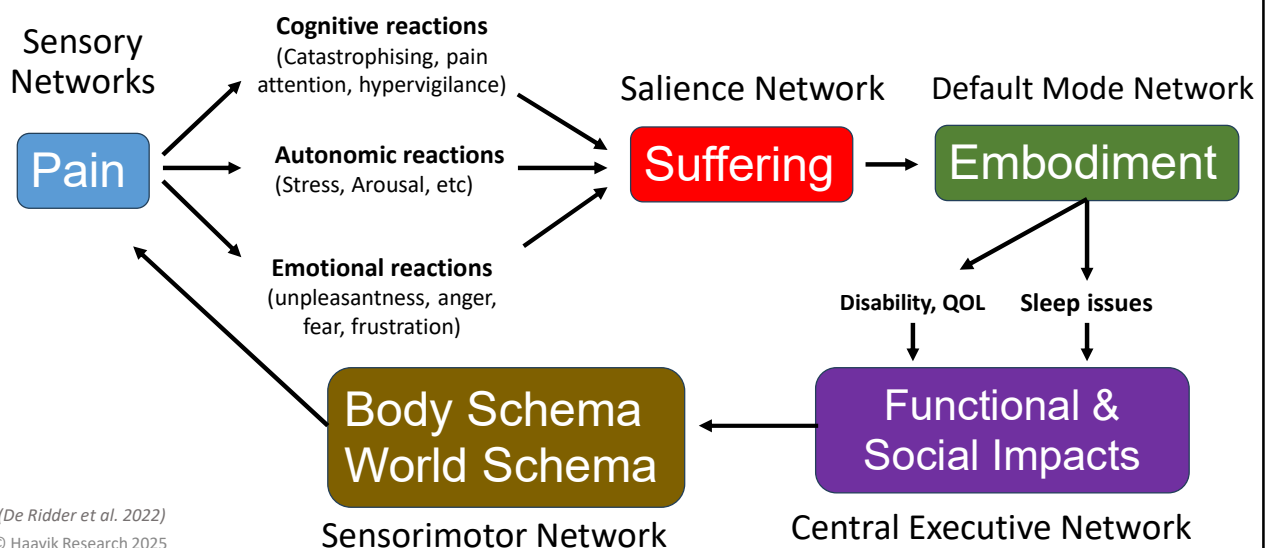 Sensory
Networks
Pain
Cognitive reactions
(Catastrophising, pain
attention, hypervigilance)
Autonomic reactions
(Stress, Arousal, etc)
Emotional reactions
(unpleasantness, anger,
fear, frustration)
Salience Network
Suffering
Default Mode Network
Embodiment
Disability, QOL
Sleep issues
Functional &
Social Impacts
Central Executive Network
Body Schema
World Schema
Sensorimotor Network
(De Ridder et al. 2022)
© Haavik Research 2025